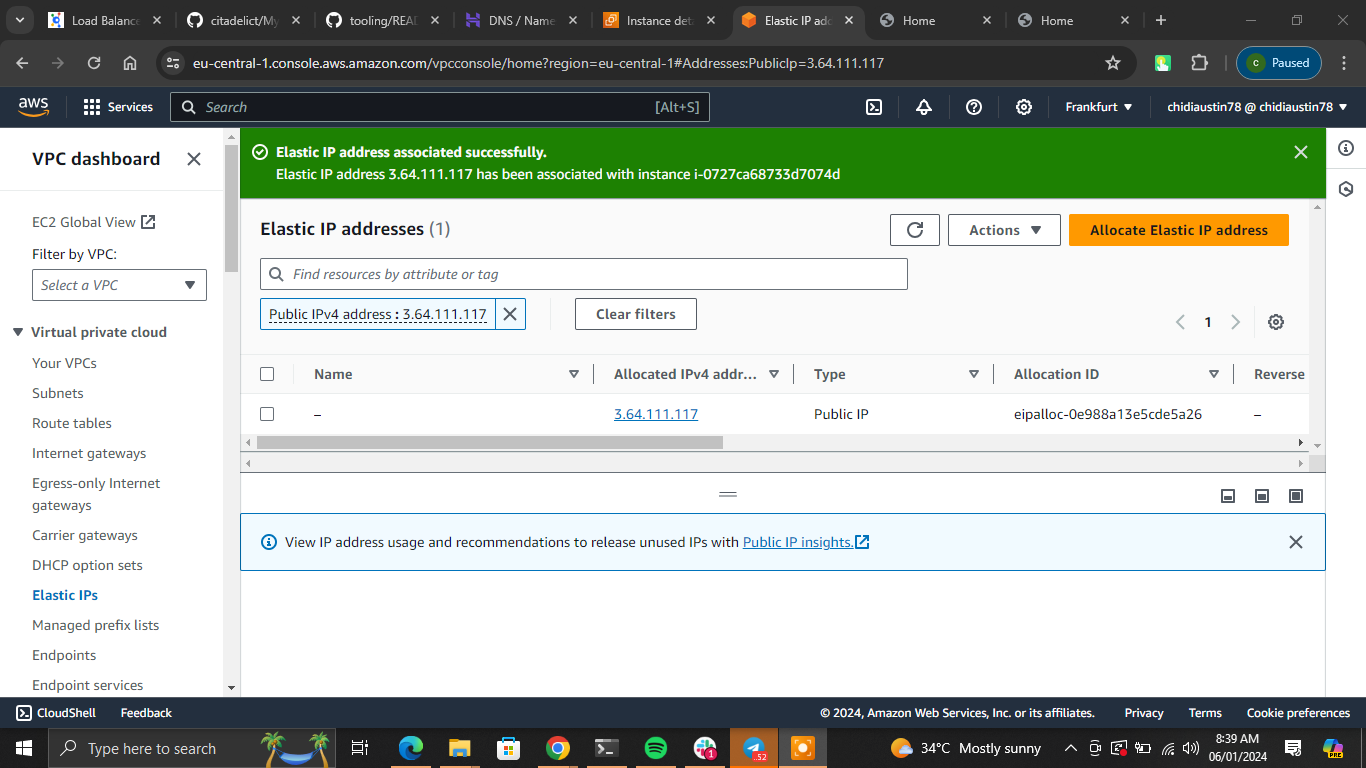 Load Balance
citadelict/My
tooling/READ
DNS / Name
Instance det
Elastic IP add
Home
Home
eu-central-1.console.aws.amazon.com/vpcconsole/home?region=eu-central-1#Addresses:PublicIp=3.64.111.117
c Paused
aws Services Search [Alt+S] Frankfurt chidiaustin78 @ chidiaustin78
VPC dashboard
EC2 Global View
Filter by VPC:
Select a VPC
Virtual private cloud
Your VPCs
Subnets
Route tables
Internet gateways
Egress-only Internet
gateways
Carrier gateways
DHCP option sets
Elastic IPs
Managed prefix lists
Endpoints
Endpoint services
Elastic IP address associated successfully.
Elastic IP address 3.64.111.117 has been associated with instance i-0727ca68733d7074d
Elastic IP addresses (1)
Actions
Allocate Elastic IP address
Find resources by attribute or tag
Public IPv4 address : 3.64.111.117
Clear filters
1
Name Allocated IPv4 addr... Type Allocation ID Reverse
– 3.64.111.117 Public IP eipalloc-0e988a13e5cde5a26 –
View IP address usage and recommendations to release unused IPs with Public IP insights.
CloudShell Feedback © 2024, Amazon Web Services, Inc. or its affiliates. Privacy Terms Cookie preferences
Type here to search
1
..52
34°C Mostly sunny
8:39 AM
06/01/2024
PRE